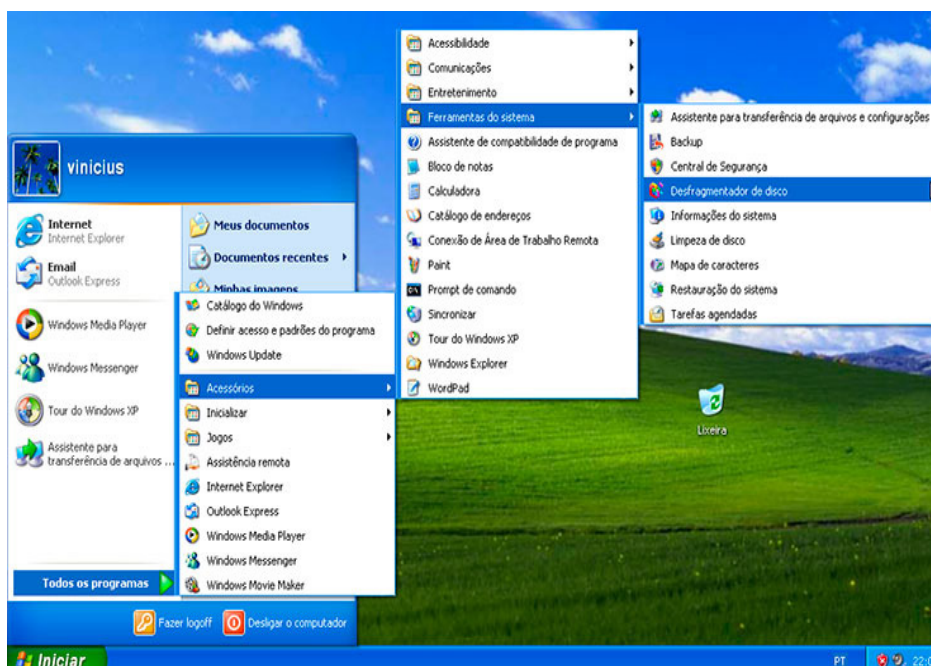 vinicius
Internet
Internet Explorer
Email
Outlook Express
Windows Media Player
Windows Messenger
Tour do Windows XP
Assistente para
transferência de arquivos ...
Todos os programas
Meus documentos
Documentos recentes
Minhas imagens
Fazer logoff
Desligar o computador
Catálogo do Windows
Definir acesso e padrões do programa
Windows Update
Acessórios
Inicializar
Jogos
Assistência remota
Internet Explorer
Outlook Express
Windows Media Player
Windows Messenger
Windows Movie Maker
Acessibilidade
Comunicações
Entretenimento
Ferramentas do sistema
Assistente de compatibilidade de programa
Bloco de notas
Calculadora
Catálogo de endereços
Conexão de Área de Trabalho Remota
Paint
Prompt de comando
Sincronizar
Tour do Windows XP
Windows Explorer
WordPad
Assistente para transferência de arquivos e configurações
Backup
Central de Segurança
Desfragmentador de disco
Informações do sistema
Limpeza de disco
Mapa de caracteres
Restauração do sistema
Tarefas agendadas
Lixeira
Iniciar
PT